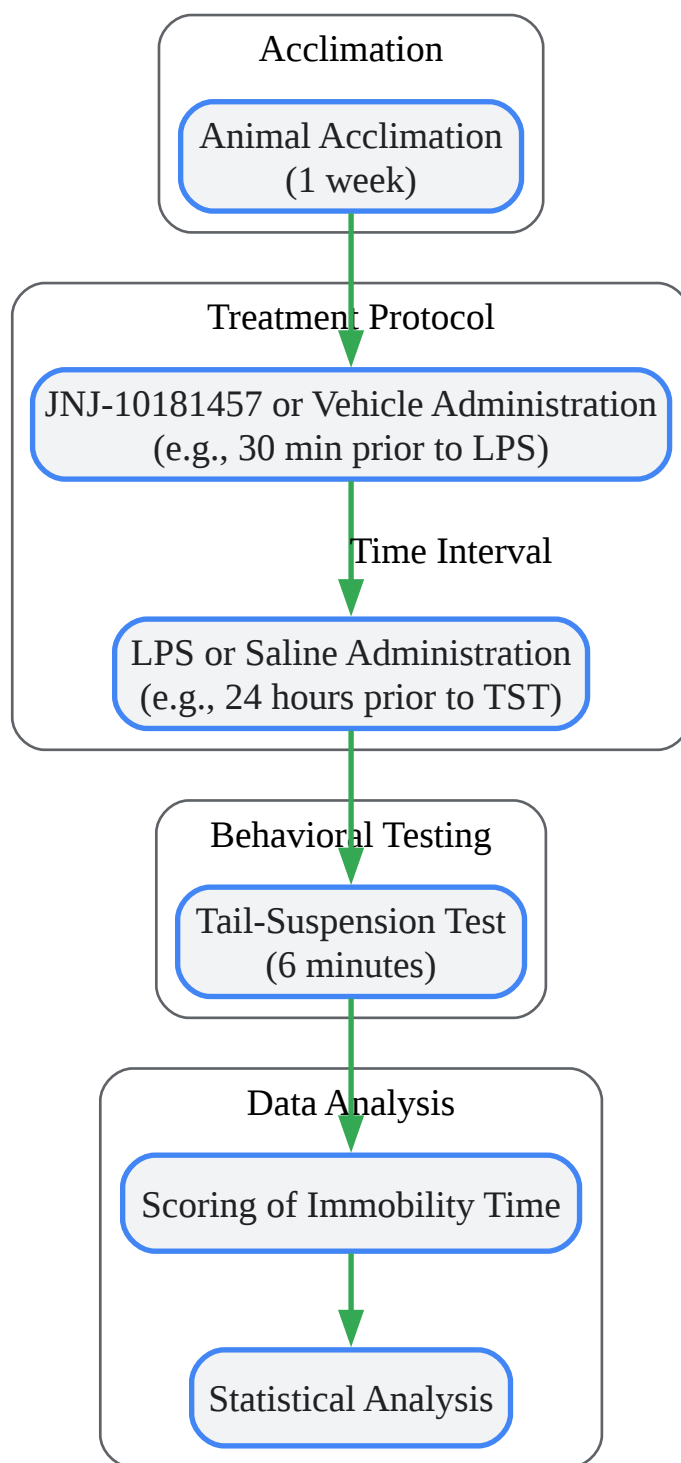 Acclimation
Animal Acclimation
(1 week)
Treatment Protocol
JNJ-10181457 or Vehicle Administration
(e.g., 30 min prior to LPS)
Time Interval
LPS or Saline Administration
(e.g., 24 hours prior to TST)
Behavioral Testing
Tail-Suspension Test
(6 minutes)
Data Analysis
Scoring of Immobility Time
Statistical Analysis